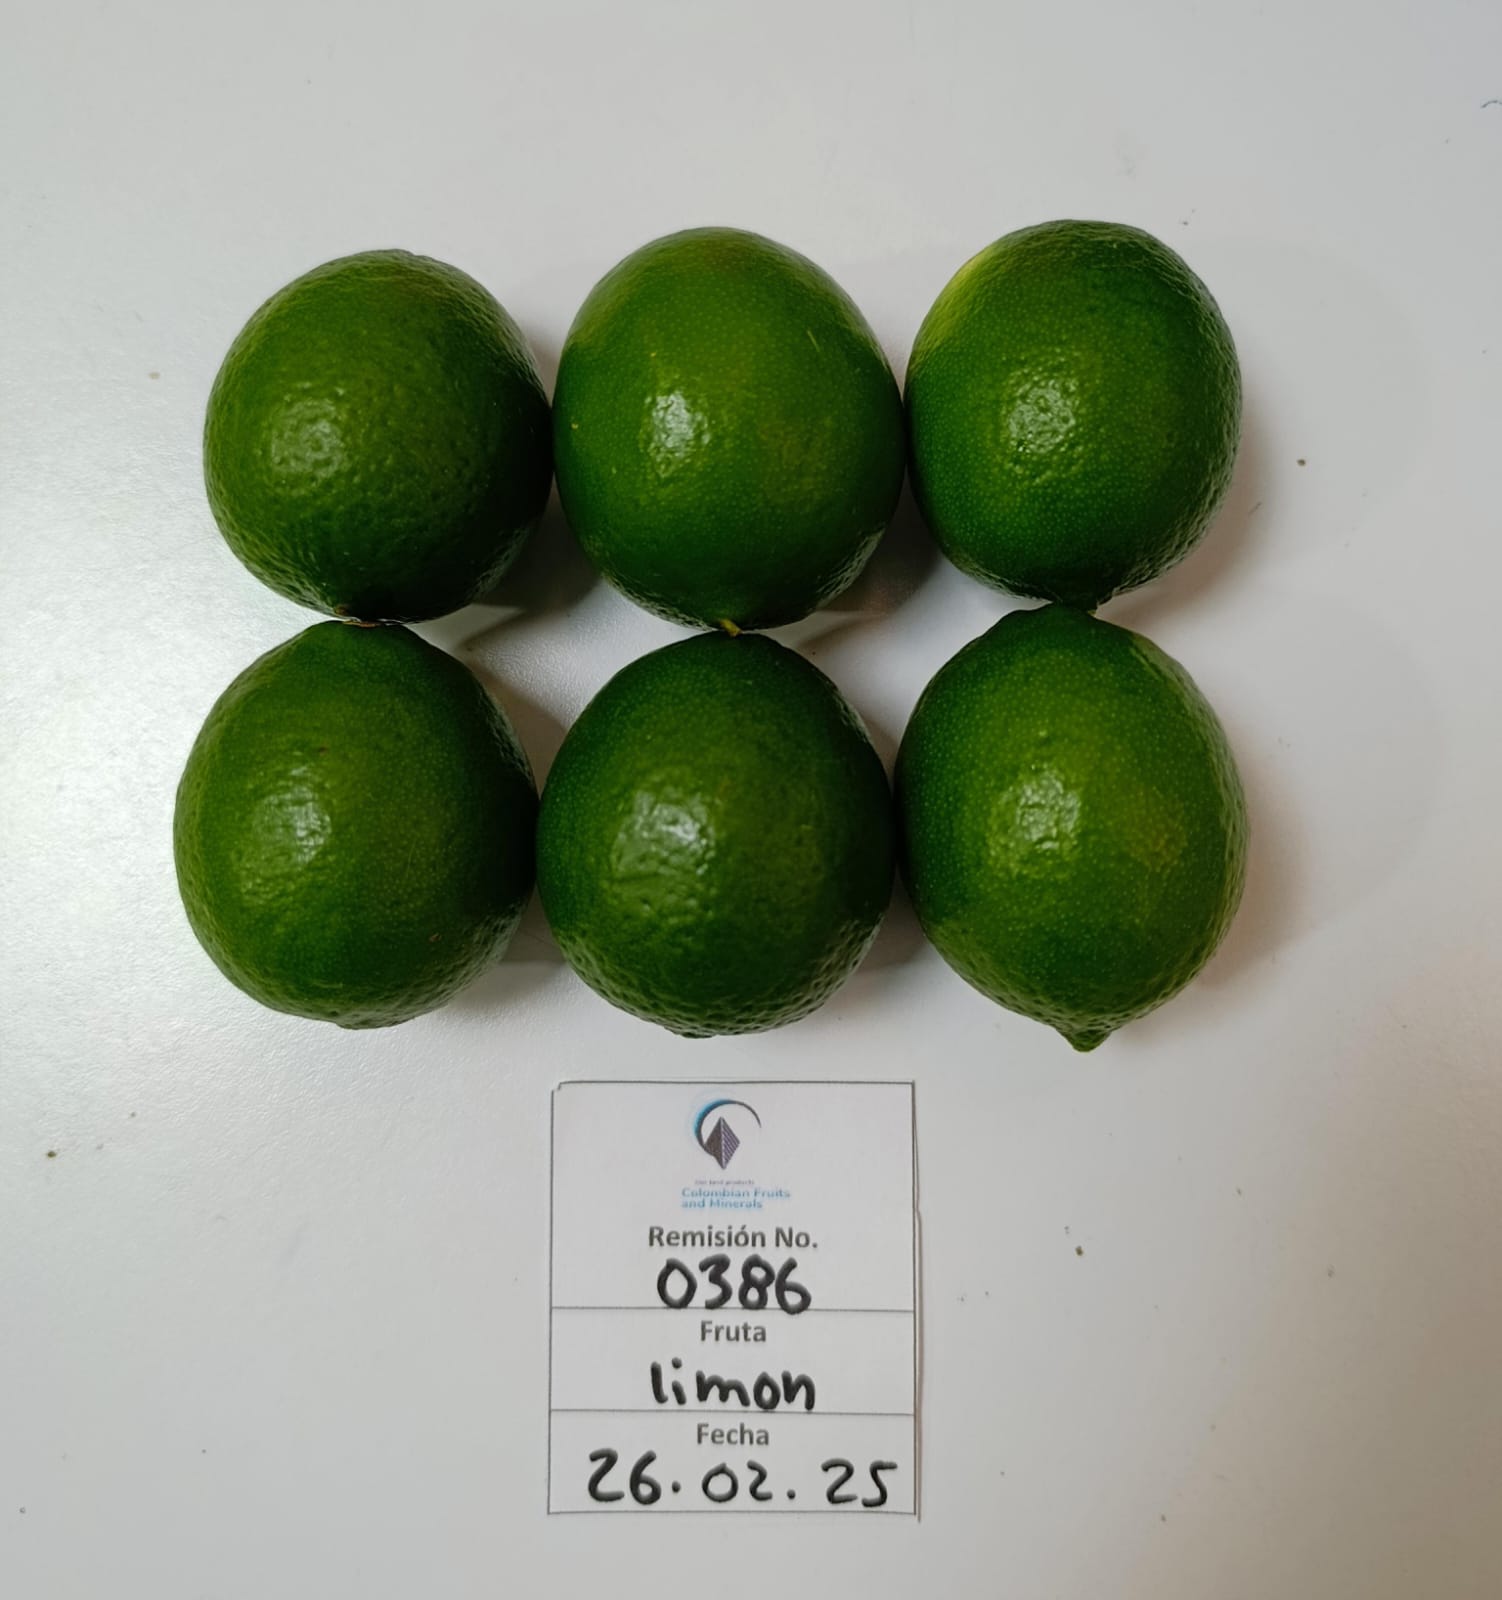 Colombian Fruits
and Minerals
Remisión No.
0386
Fruta
limon
Fecha
26.02.25